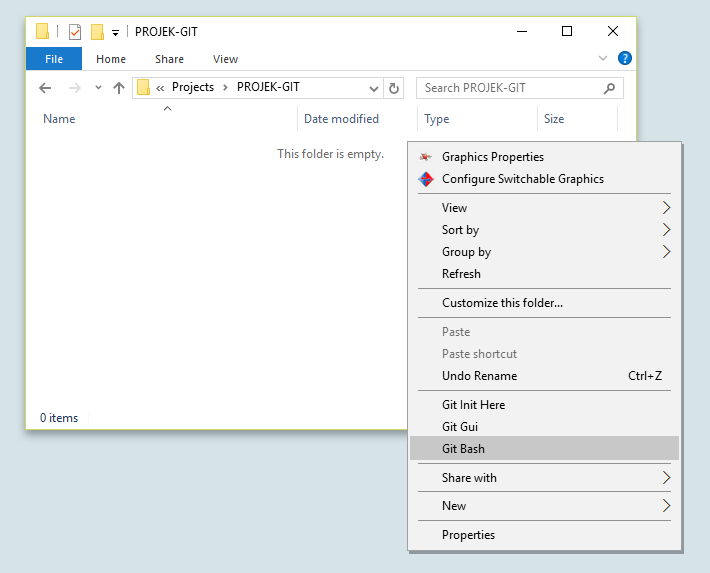 PROJEK-GIT
File Home Share View
« Projects > PROJEK-GIT Search PROJEK-GIT
Name Date modified Type Size
This folder is empty.
Graphics Properties
Configure Switchable Graphics
View
Sort by
Group by
Refresh
Customize this folder...
Paste
Paste shortcut
Undo Rename Ctrl+Z
Git Init Here
Git Gui
Git Bash
Share with
New
Properties
0 items